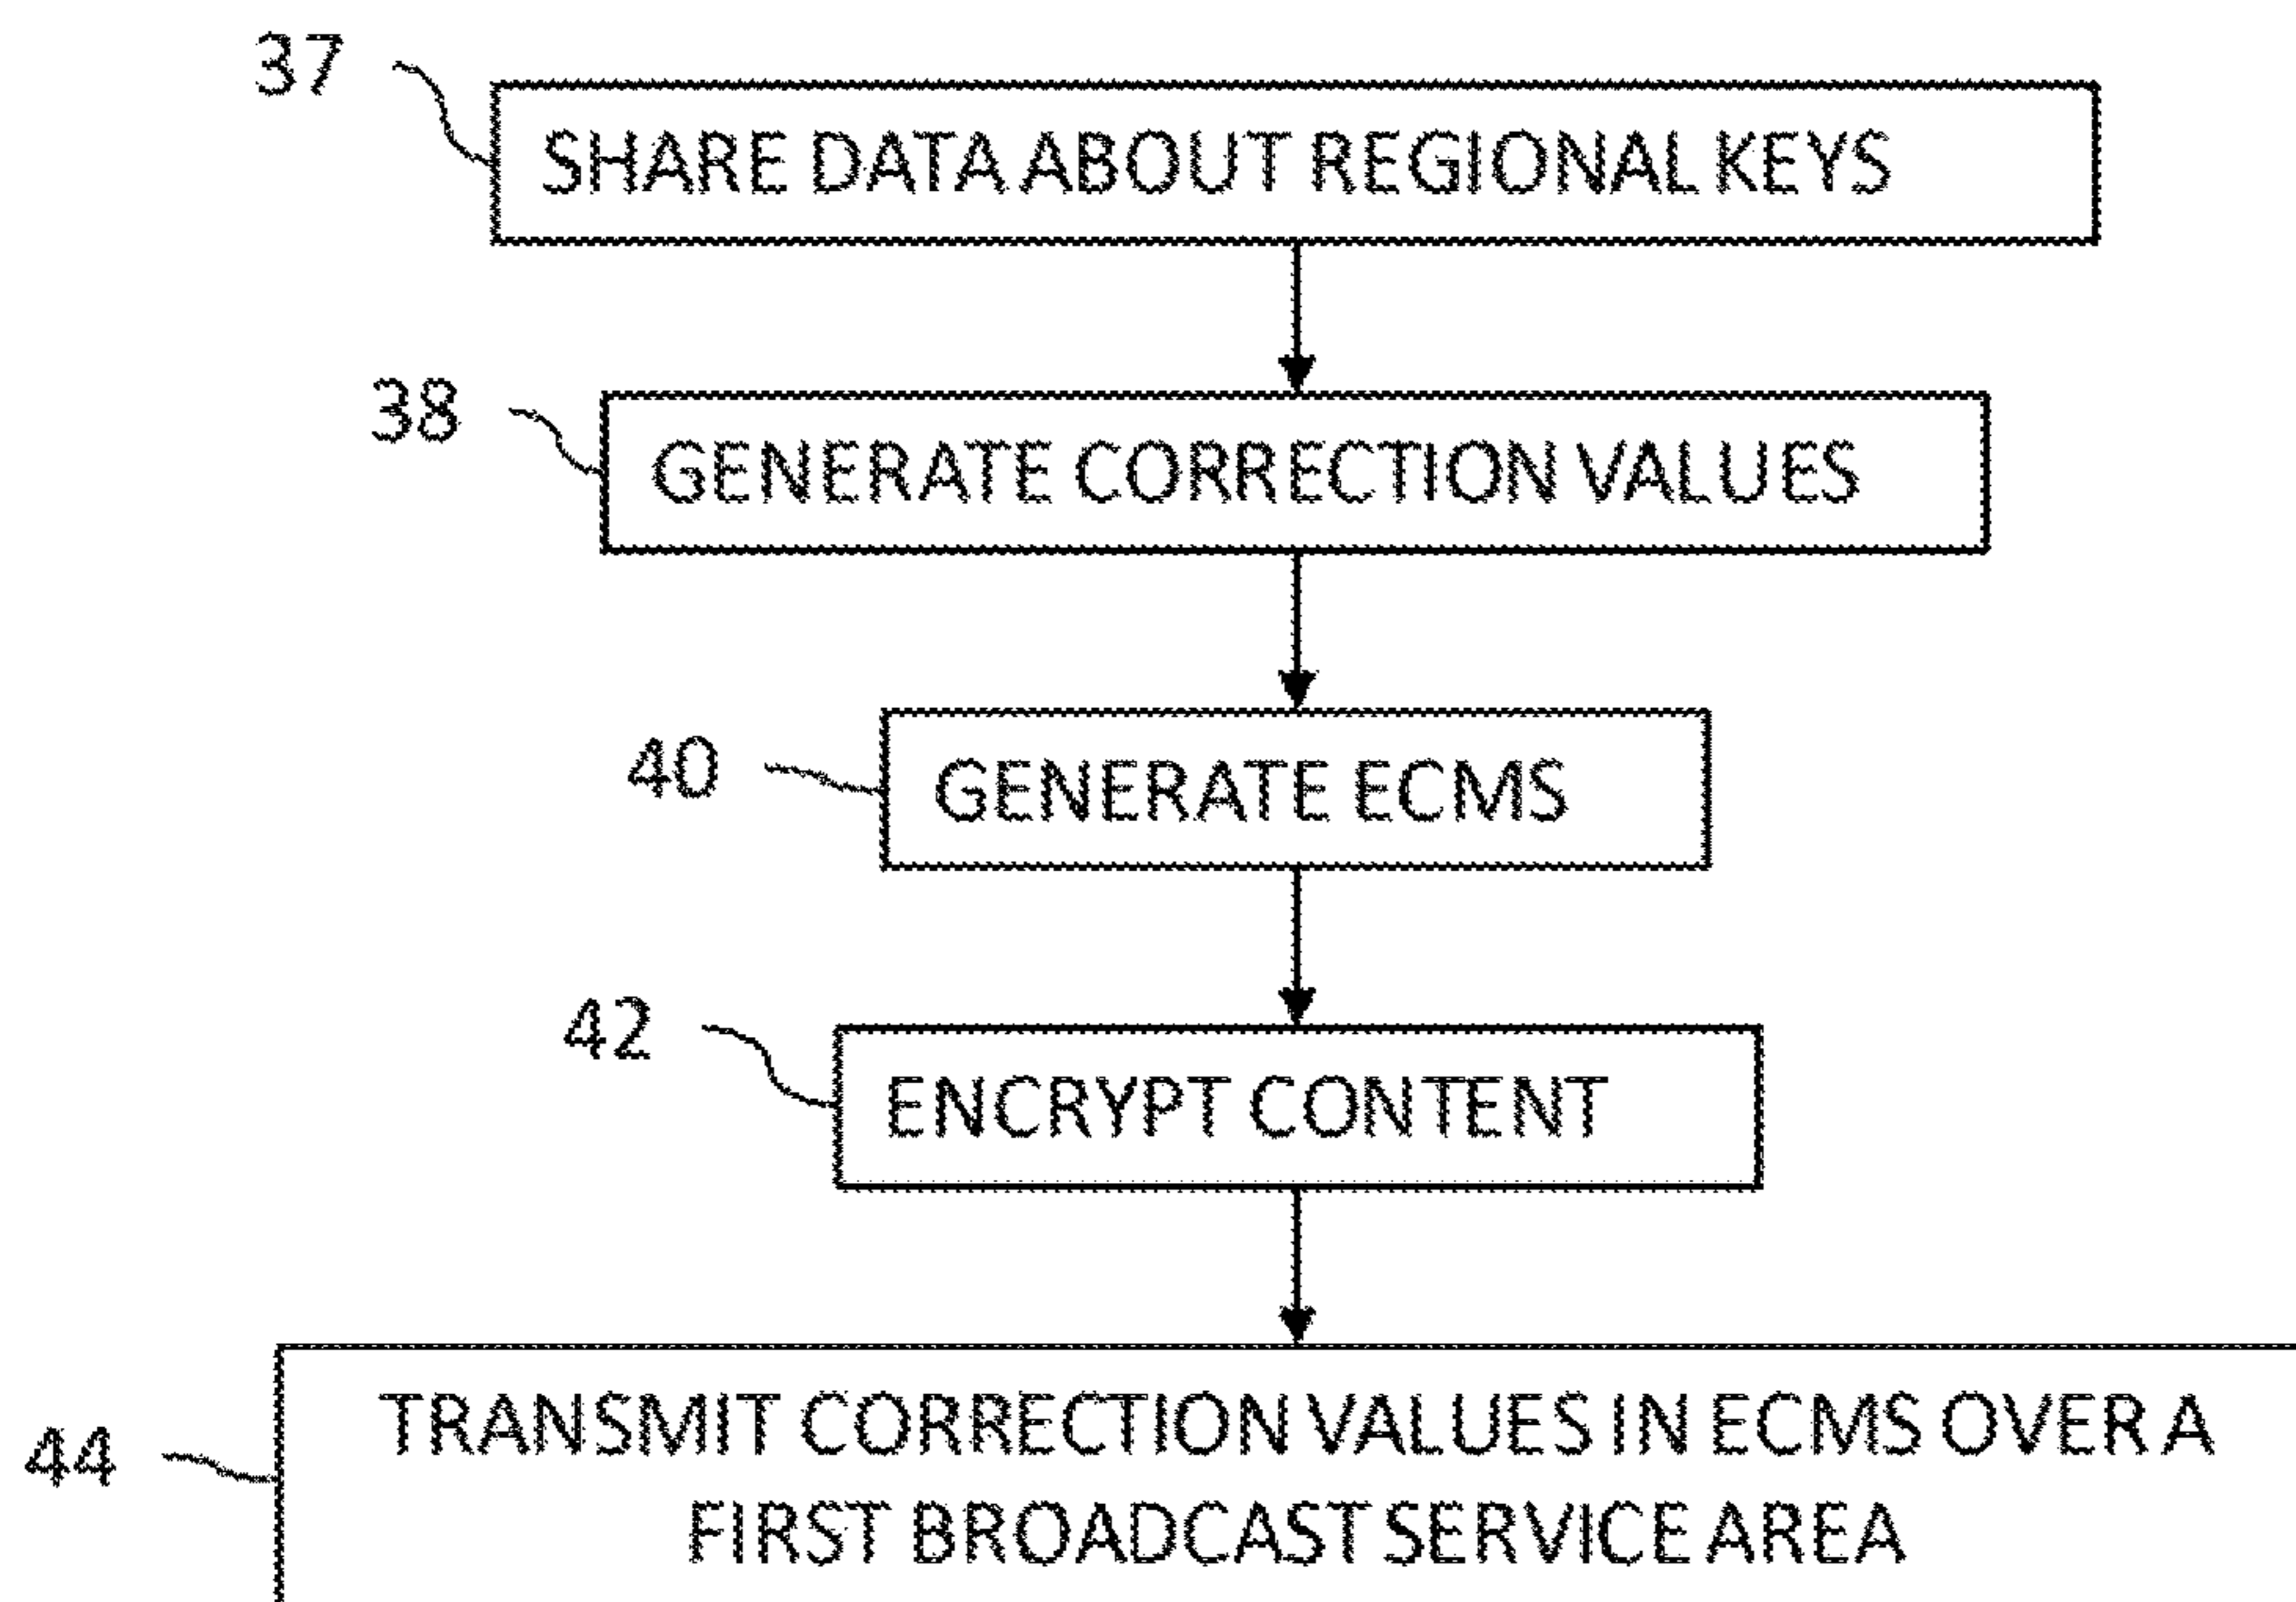 37
SHARE DATA ABOUT REGIONAL KEYS
38
GENERATE CORRECTION VALUES
40
GENERATE ECMS
42
ENCRYPT CONTENT
44
TRANSMIT CORRECTION VALUES IN ECMS OVER A
FIRST BROADCAST SERVICE AREA